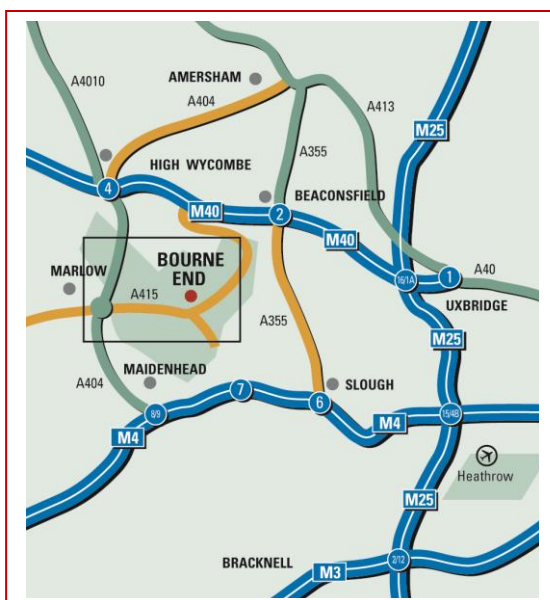 A4010
AMERSHAM
A404
A413
M25
A355
HIGH WYCOMBE
4
BEACONSFIELD
M40
2
M40
BOURNE
END
MARLOW
A415
16/1A
1
A40
UXBRIDGE
A355
M25
MAIDENHEAD
A404
7
SLOUGH
6
8/9
M4
M4
15/4B
Heathrow
M25
BRACKNELL
2/12
M3